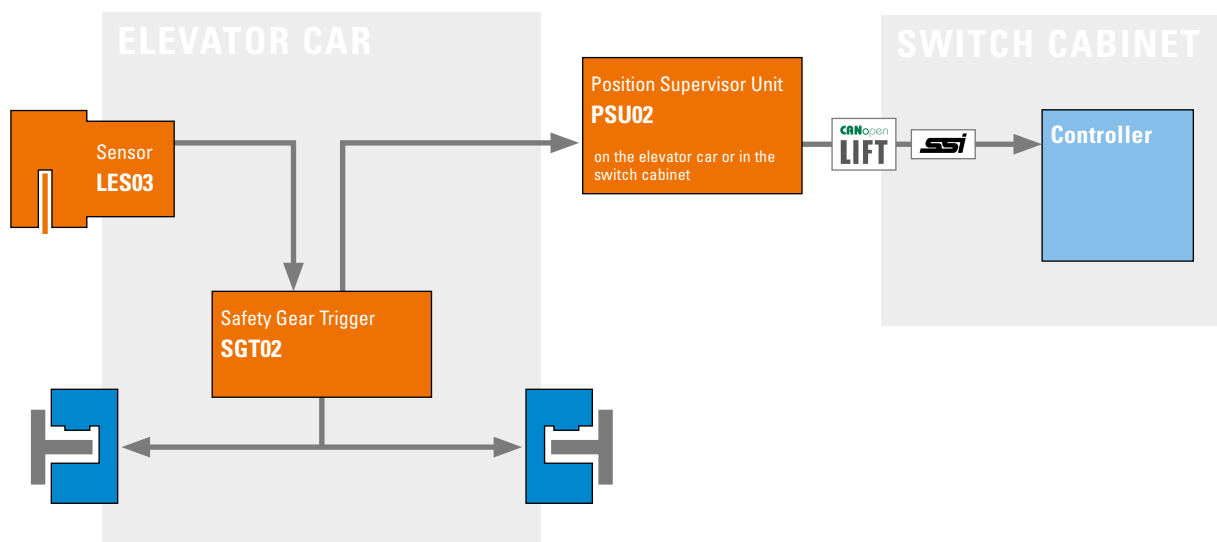 ELEVATOR CAR
SWITCH CABINET
Sensor
LES03
Position Supervisor Unit
PSU02
on the elevator car or in the
switch cabinet
CANopen
LIFT
SSi
Controller
Safety Gear Trigger
SGT02